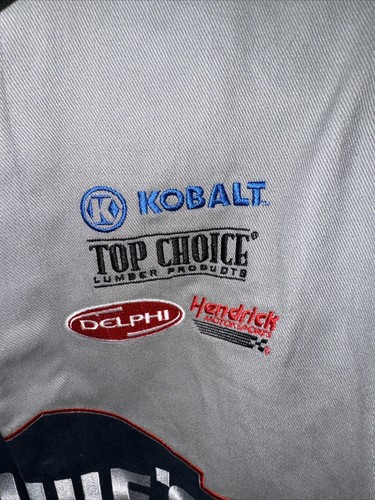 K KOBALT
TOP CHOICE®
LUMBER PRODUCTS
DELPHI Hendrick
MOTORSPORTS